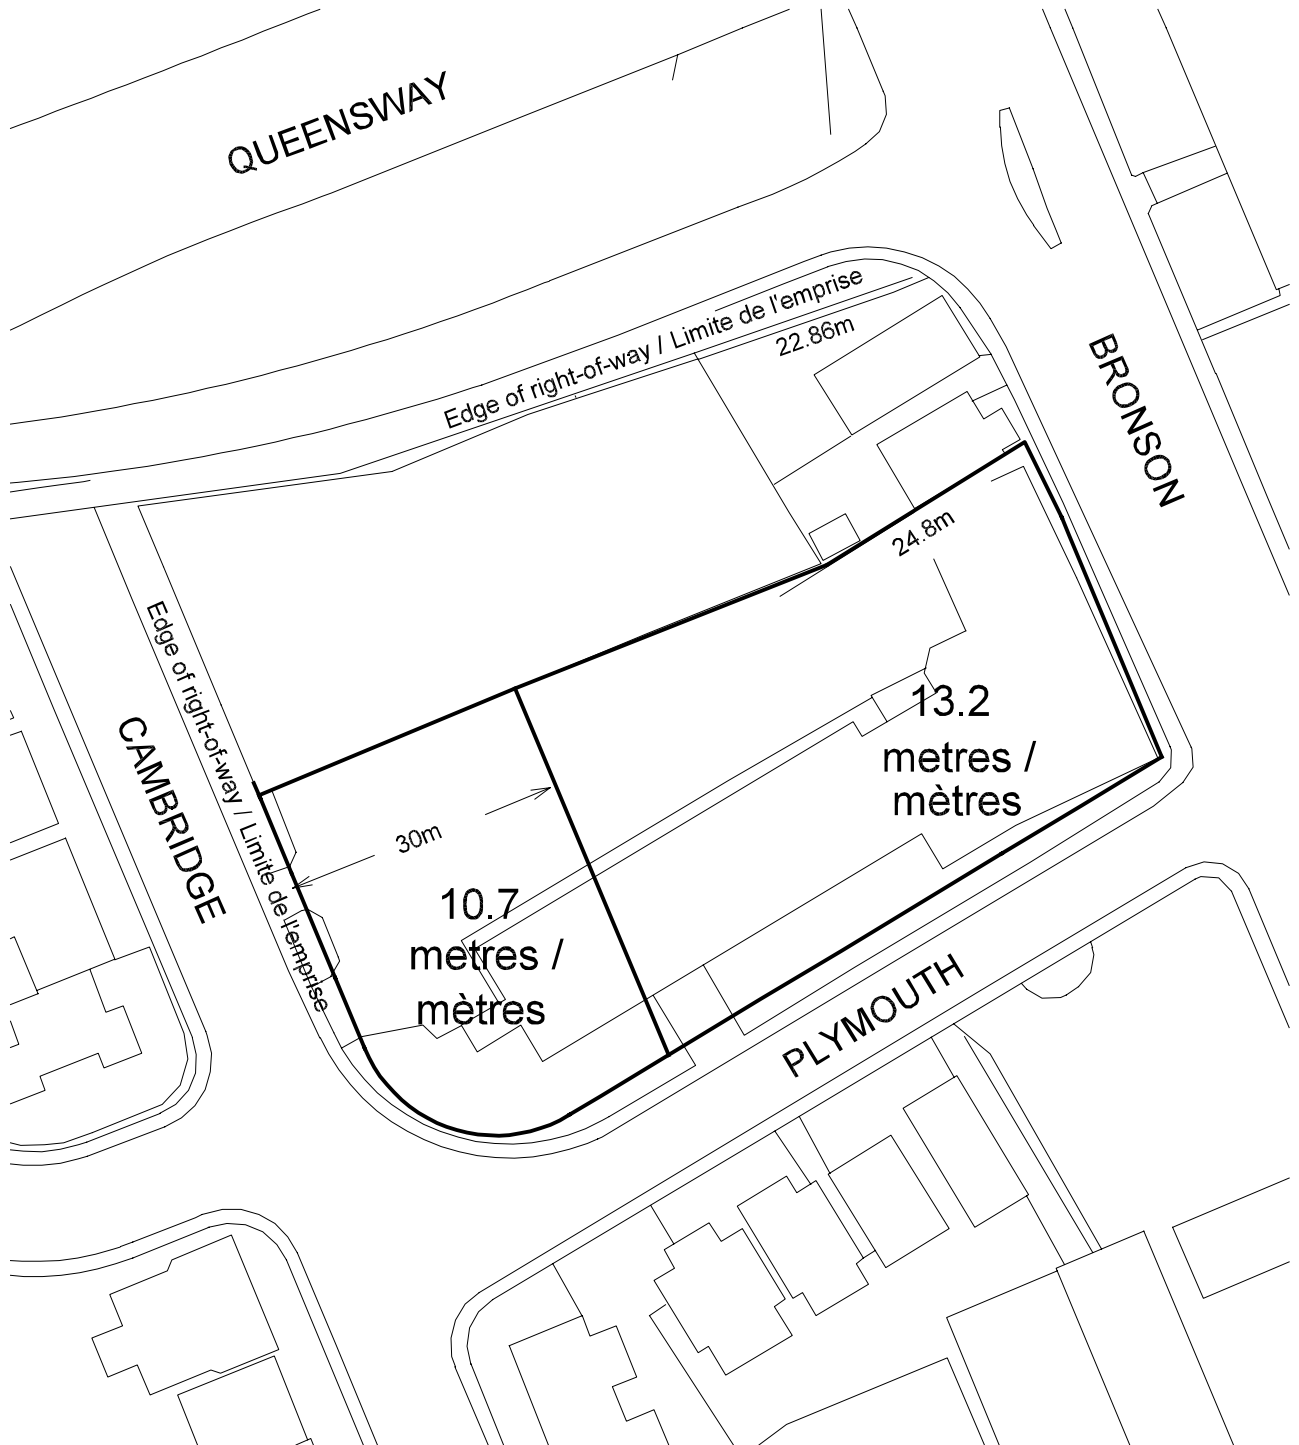 QUEENSWAY
Edge of right-of-way / Limite de l'emprise
22.86m
BRONSON
24.8m
Edge of right-of-way / Limite de l'emprise
CAMBRIDGE
13.2
metres /
mètres
30m
10.7
metres /
mètres
PLYMOUTH